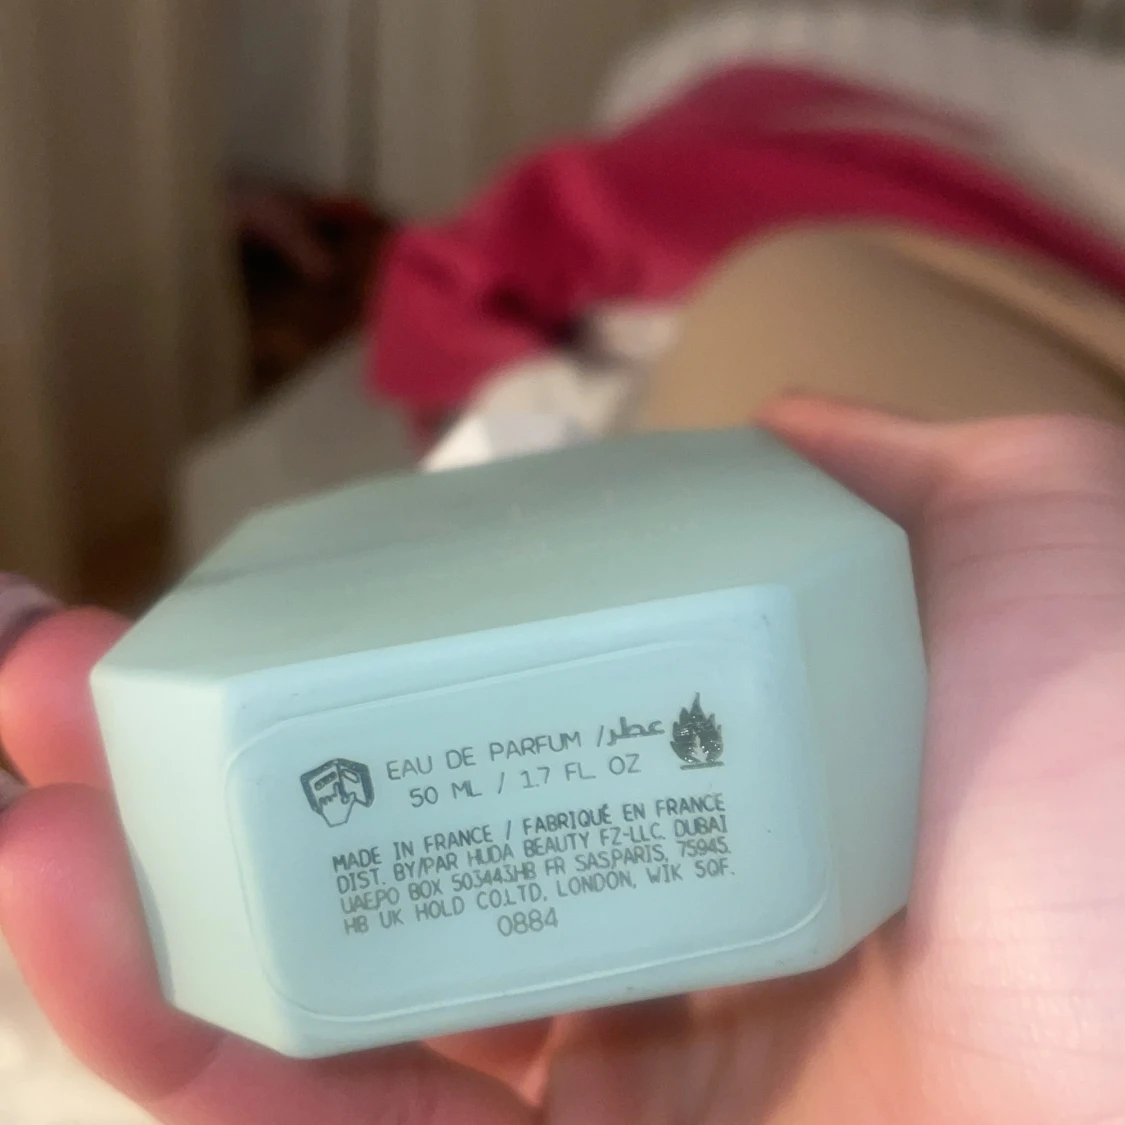 EAU DE PARFUM / عطر
50 ML / 1.7 FL. OZ
MADE IN FRANCE / FABRIQUÉ EN FRANCE
DIST. BY/PAR HUDA BEAUTY FZ-LLC. DUBAI
UAEPO BOX 503443HB FR SAS,PARIS, 75945.
HB UK HOLD CO.LTD, LONDON, W1K 5QF.
0884